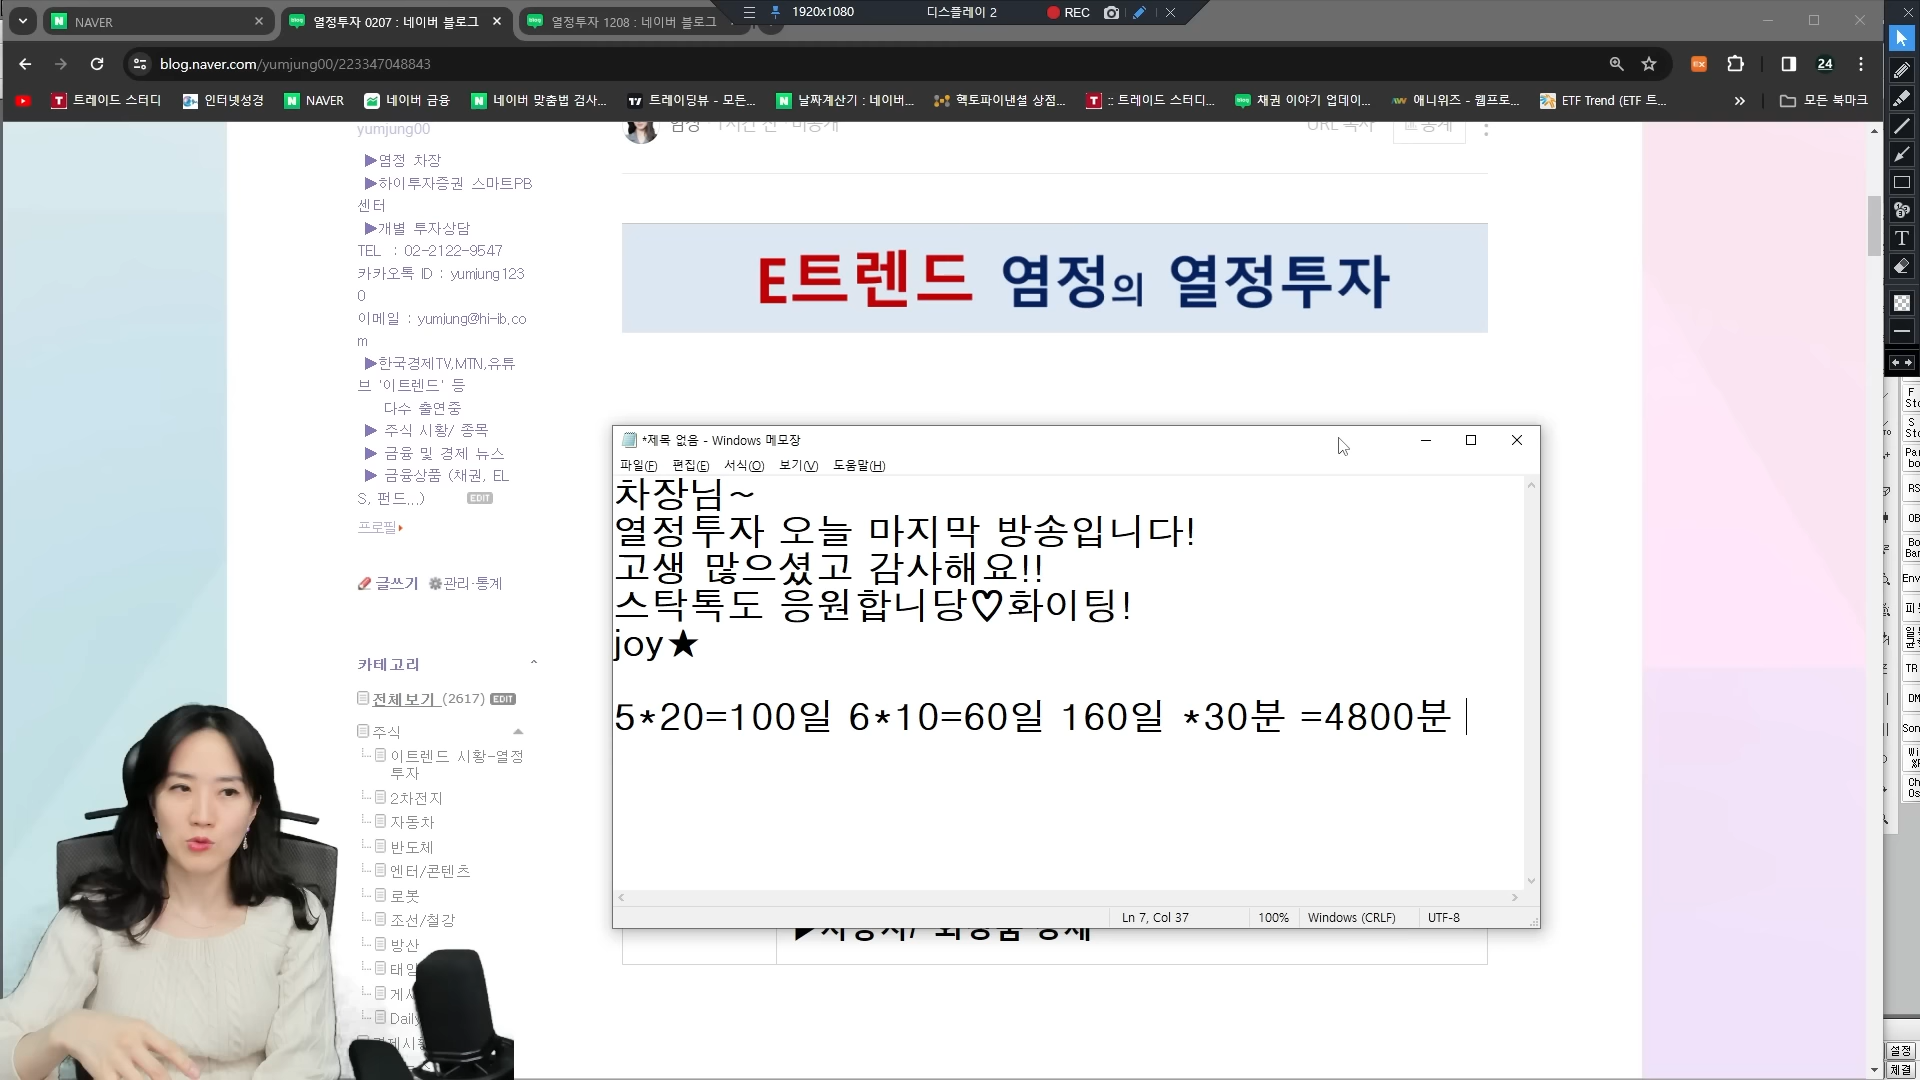 1920x1080
디스플레이 2
REC
NAVER
열정투자 0207 : 네이버 블로그
열정투자 1208 : 네이버 블로그
blog.naver.com/yumjung00/223347048843
24
트레이드 스터디
인터넷성경
NAVER
네이버 금융
네이버 맞춤법 검사...
트레이딩뷰 - 모든...
날짜계산기 : 네이버...
핵토파이낸셜 상점...
:: 트레이드 스터디...
채권 이야기 업데이...
애니위즈 - 웹프로...
ETF Trend (ETF 트...
모든 북마크
yumjung00
▶염정 차장
▶하이투자증권 스마트PB
센터
▶개별 투자상담
TEL : 02-2122-9547
카카오톡 ID : yumjung123
0
이메일 : yumjung@hi-ib.co
m
▶한국경제TV,MTN,유튜
브 '이트렌드' 등
다수 출연중
▶ 주식 시황/ 종목
▶ 금융 및 경제 뉴스
▶ 금융상품 (채권, EL
S, 펀드...) EDIT
프로필
글쓰기 관리·통계
카테고리
전체보기 (2617) EDIT
주식
이트렌드 시황-열정
투자
2차전지
자동차
반도체
엔터/콘텐츠
로봇
조선/철강
방산
E트렌드 염정의 열정투자
*제목 없음 - Windows 메모장
파일(F) 편집(E) 서식(O) 보기(V) 도움말(H)
차장님~
열정투자 오늘 마지막 방송입니다!
고생 많으셨고 감사해요!!
스탁톡도 응원합니당♡화이팅!
joy★
5*20=100일 6*10=60일 160일 *30분 =4800분
Ln 7, Col 37
100%
Windows (CRLF)
UTF-8
설정
체결